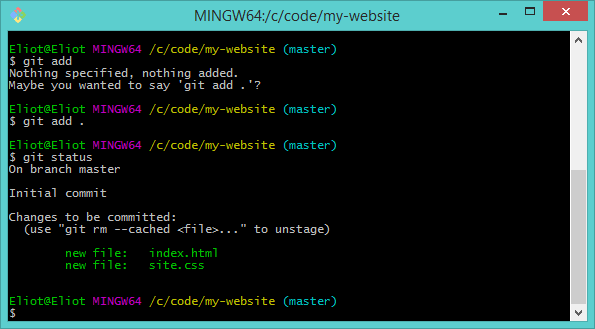 MINGW64:/c/code/my-website
Eliot@Eliot MINGW64 /c/code/my-website (master)
$ git add
Nothing specified, nothing added.
Maybe you wanted to say 'git add .'?
Eliot@Eliot MINGW64 /c/code/my-website (master)
$ git add .
Eliot@Eliot MINGW64 /c/code/my-website (master)
$ git status
On branch master
Initial commit
Changes to be committed:
  (use "git rm --cached <file>..." to unstage)
        new file:   index.html
        new file:   site.css
Eliot@Eliot MINGW64 /c/code/my-website (master)
$